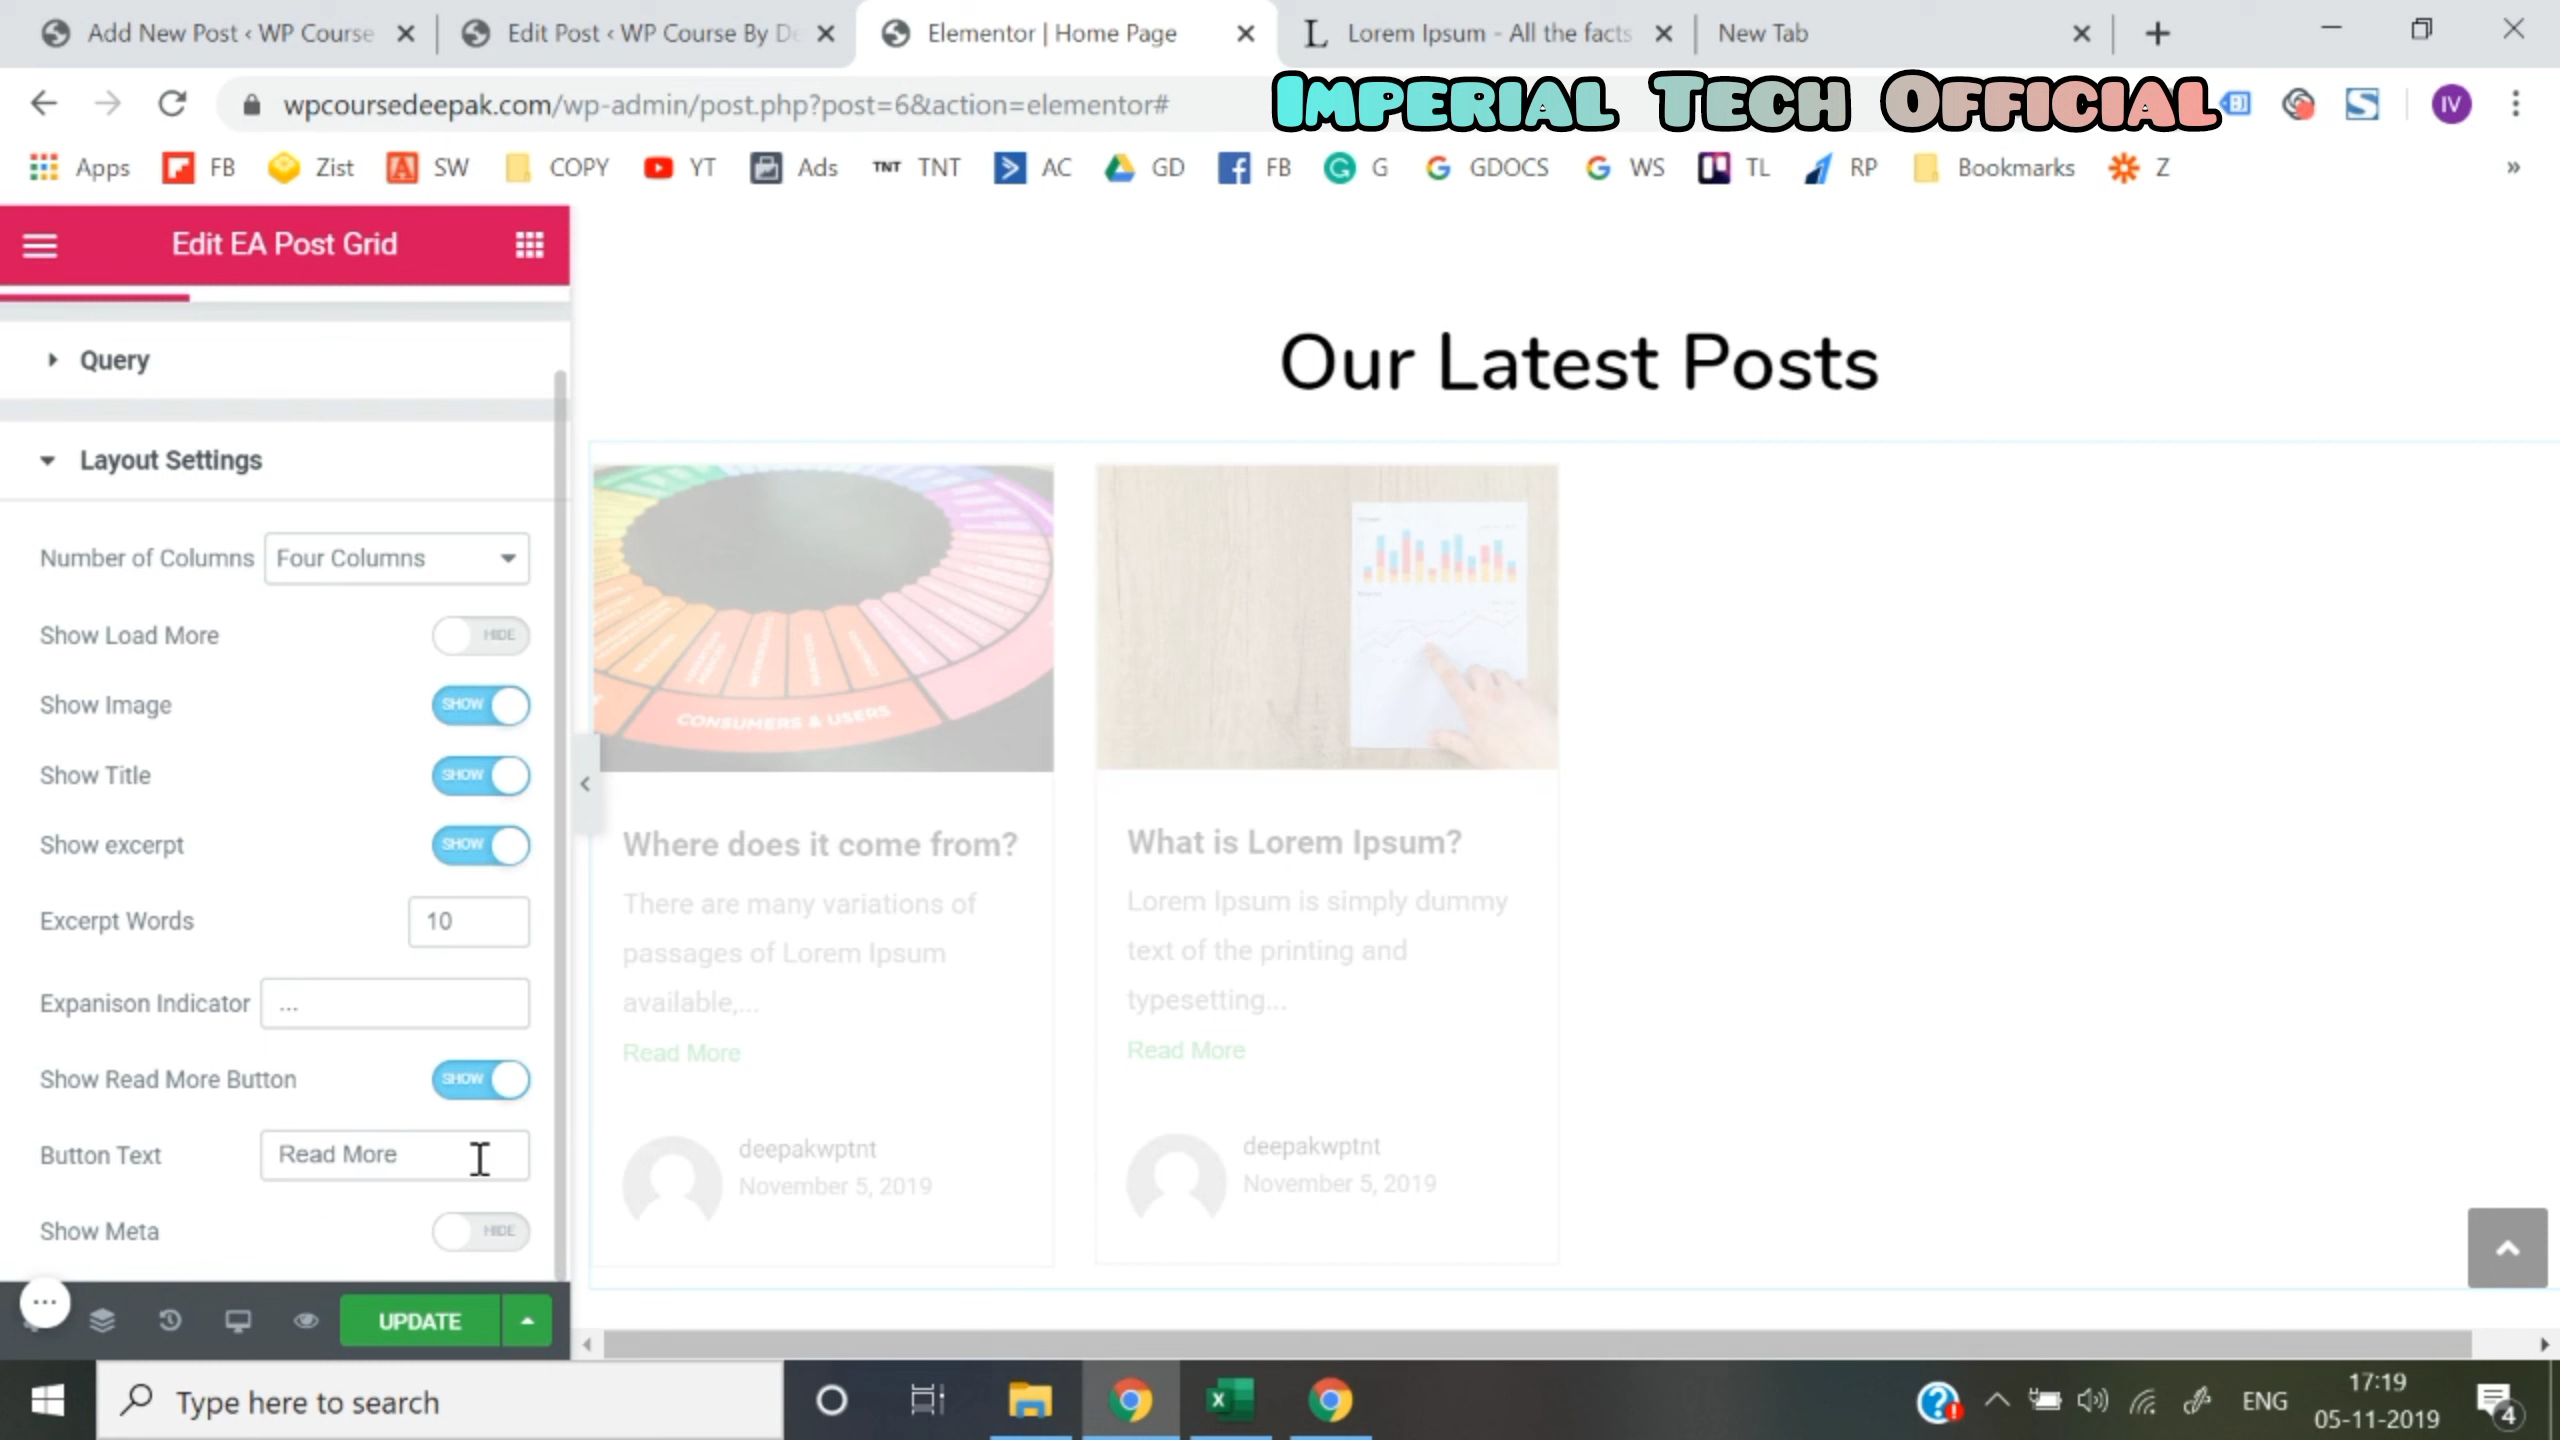 Add New Post ‹ WP Course
Edit Post ‹ WP Course By De
Elementor | Home Page
Lorem Ipsum - All the facts
New Tab
wpcoursedeepak.com/wp-admin/post.php?post=6&action=elementor#
Imperial Tech Official
IV
Apps FB Zist SW COPY YT Ads TNT TNT AC GD FB G GDOCS WS TL RP Bookmarks Z »
Edit EA Post Grid
Query
Layout Settings
Number of Columns Four Columns
Show Load More HIDE
Show Image SHOW
Show Title SHOW
Show excerpt SHOW
Excerpt Words 10
Expanison Indicator ...
Show Read More Button SHOW
Button Text Read More
Show Meta HIDE
UPDATE
Our Latest Posts
CONSUMERS & USERS
Where does it come from?
There are many variations of
passages of Lorem Ipsum
available,...
Read More
deepakwptnt
November 5, 2019
What is Lorem Ipsum?
Lorem Ipsum is simply dummy
text of the printing and
typesetting...
Read More
deepakwptnt
November 5, 2019
Type here to search
ENG
17:19
05-11-2019
4